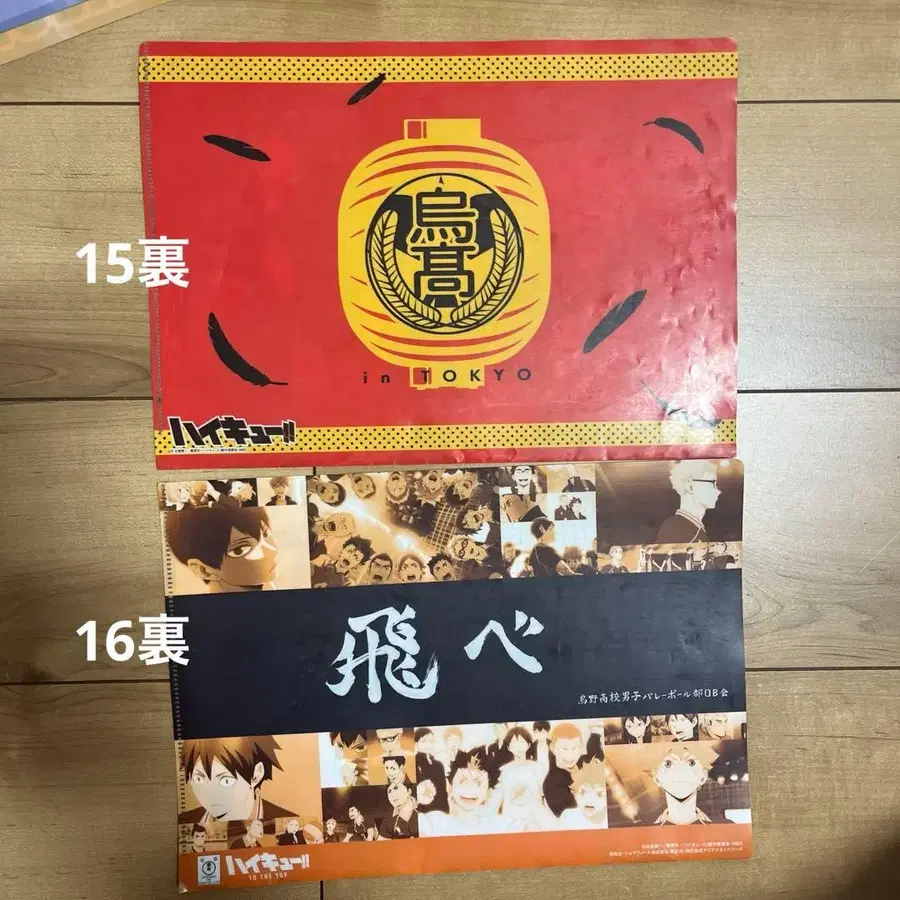 15裏
烏
高
in TOKYO
ハイキュー!!
16裏
飛べ
烏野高校男子バレーボール部OB会
ハイキュー!!
TO THE TOP